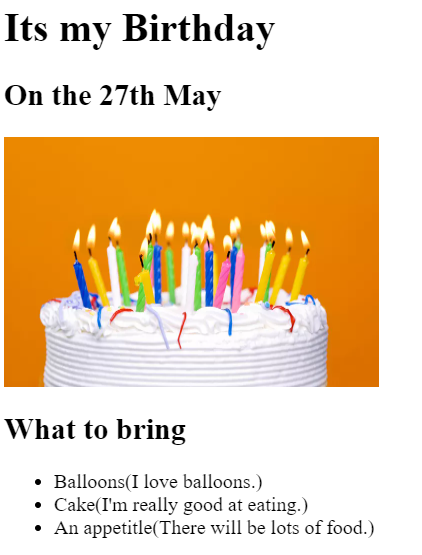 Its my Birthday
On the 27th May
What to bring
Balloons(I love balloons.)
Cake(I'm really good at eating.)
An appetitle(There will be lots of food.)